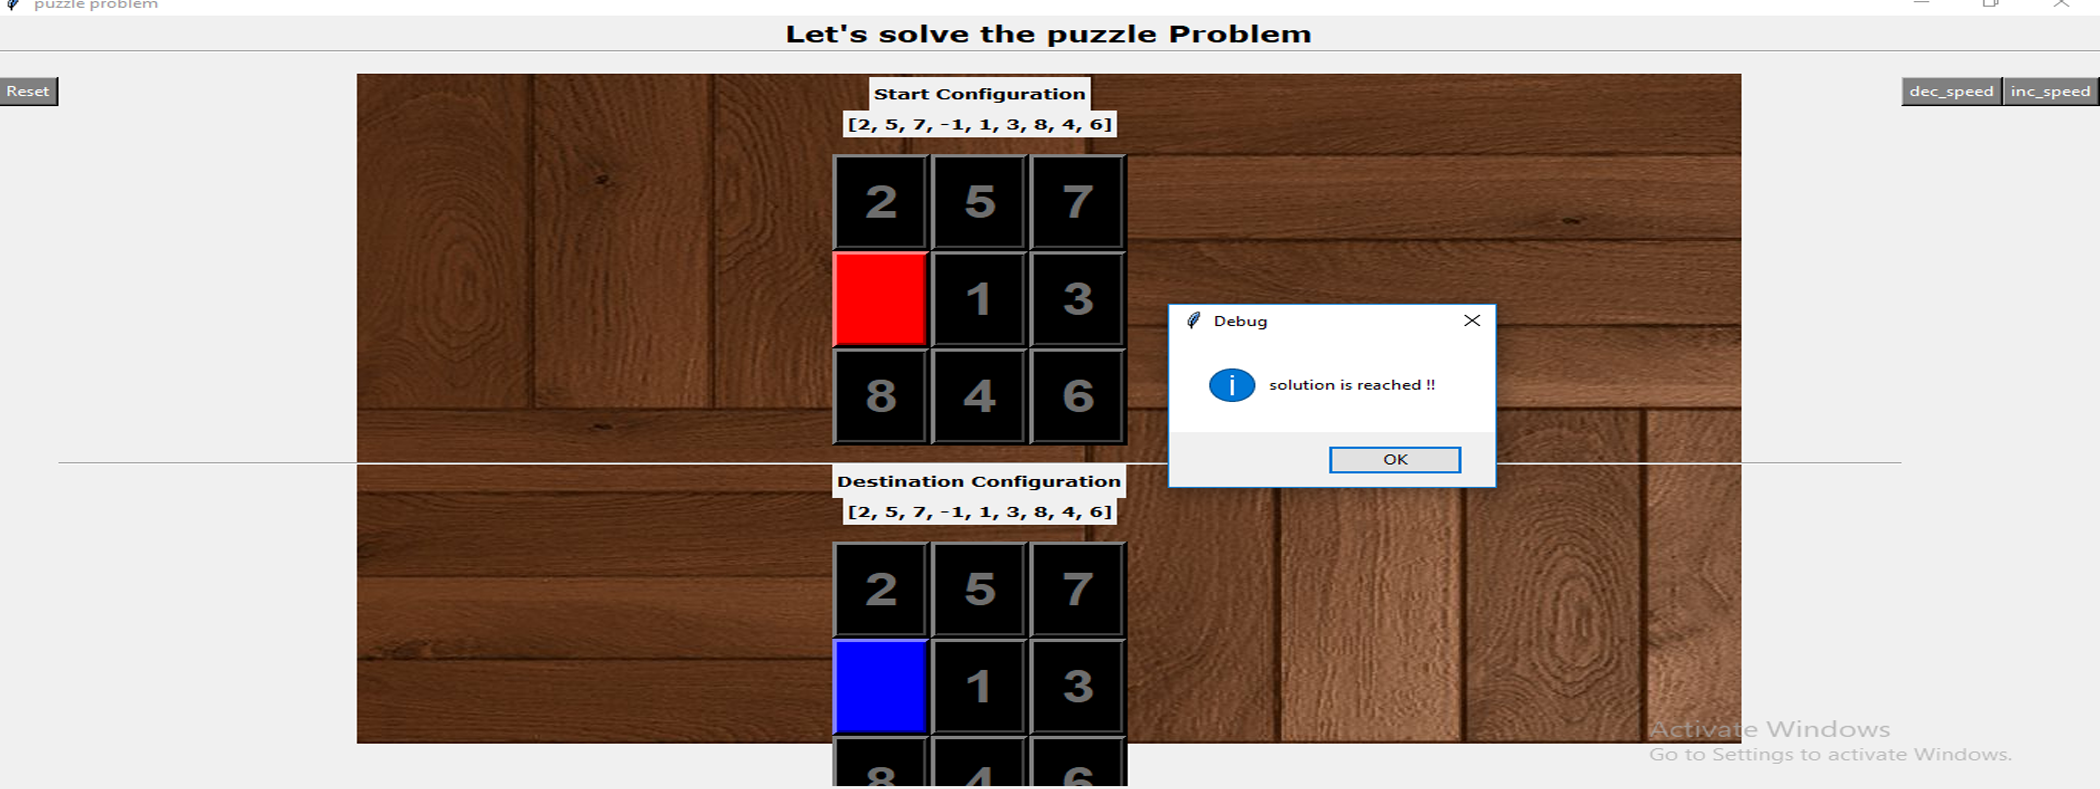 puzzle problem
Let's solve the puzzle Problem
Reset
dec_speed inc_speed
Start Configuration
[2, 5, 7, -1, 1, 3, 8, 4, 6]
2 5 7
1 3
8 4 6
Debug
solution is reached !!
OK
Destination Configuration
[2, 5, 7, -1, 1, 3, 8, 4, 6]
2 5 7
1 3
8 4 6
Activate Windows
Go to Settings to activate Windows.